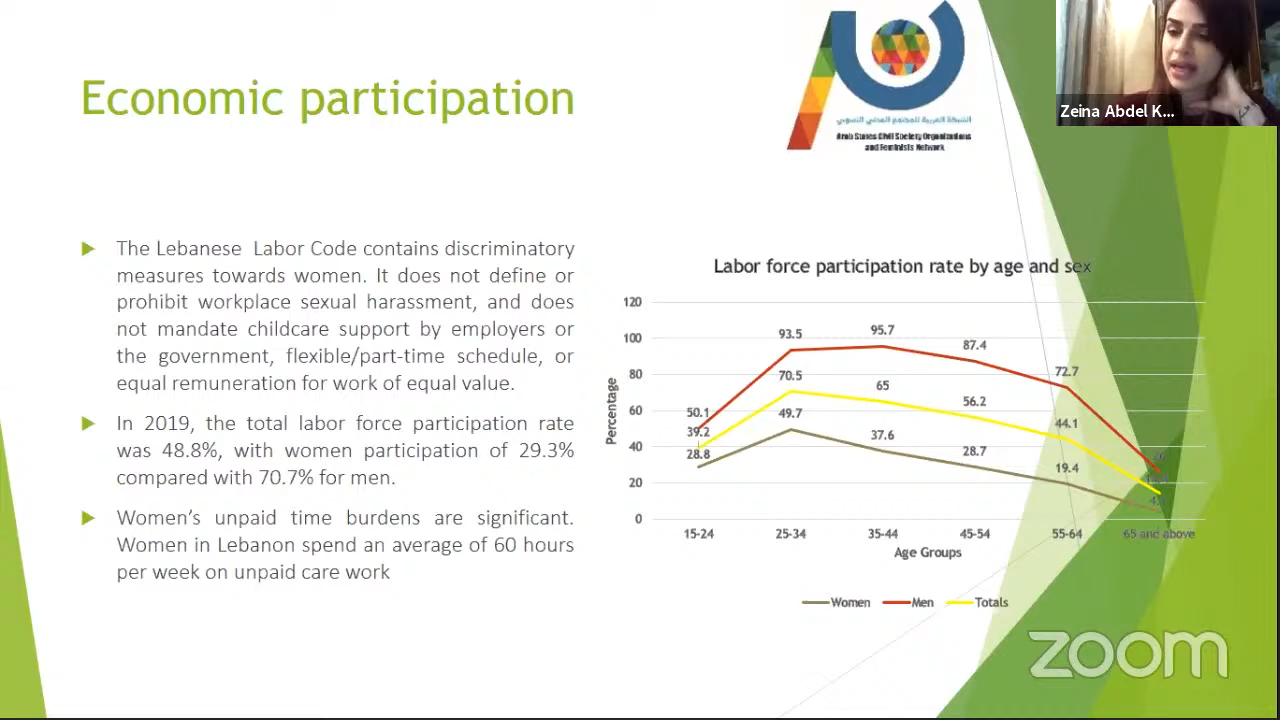 Economic participation
الشبكة العربية للمجتمع المدني النسوي
Arab States Civil Society Organizations
and Feminists Network
Zeina Abdel K...
The Lebanese Labor Code contains discriminatory
measures towards women. It does not define or
prohibit workplace sexual harassment, and does
not mandate childcare support by employers or
the government, flexible/part-time schedule, or
equal remuneration for work of equal value.
In 2019, the total labor force participation rate
was 48.8%, with women participation of 29.3%
compared with 70.7% for men.
Women's unpaid time burdens are significant.
Women in Lebanon spend an average of 60 hours
per week on unpaid care work
Labor force participation rate by age and sex
Percentage
120
100
80
60
40
20
0
50.1
93.5
95.7
87.4
72.7
39.2
70.5
65
56.2
44.1
28.8
49.7
37.6
28.7
19.4
15-24
25-34
35-44
45-54
55-64
65 and above
Age Groups
Women
Men
Totals
zoom